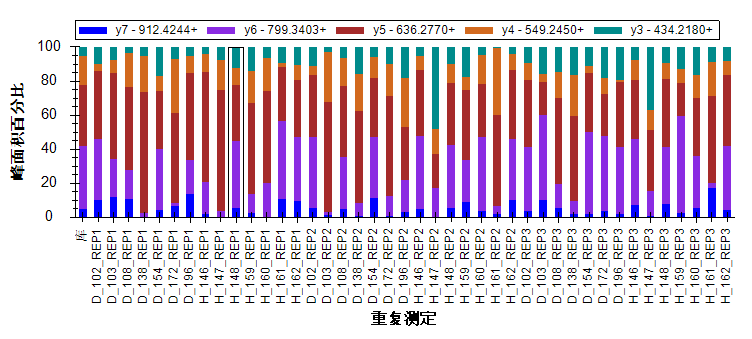 y7 - 912.4244+ y6 - 799.3403+ y5 - 636.2770+ y4 - 549.2450+ y3 - 434.2180+
峰面积百分比
100
80
60
40
20
0
库
D_102_REP1
D_103_REP1
D_108_REP1
D_138_REP1
D_154_REP1
D_172_REP1
D_196_REP1
H_146_REP1
H_147_REP1
H_148_REP1
H_159_REP1
H_160_REP1
H_161_REP1
H_162_REP1
D_102_REP2
D_103_REP2
D_108_REP2
D_138_REP2
D_154_REP2
D_172_REP2
D_196_REP2
H_146_REP2
H_147_REP2
H_148_REP2
H_159_REP2
H_160_REP2
H_161_REP2
H_162_REP2
D_102_REP3
D_103_REP3
D_108_REP3
D_138_REP3
D_154_REP3
D_172_REP3
D_196_REP3
H_146_REP3
H_147_REP3
H_148_REP3
H_159_REP3
H_160_REP3
H_161_REP3
H_162_REP3
重复测定